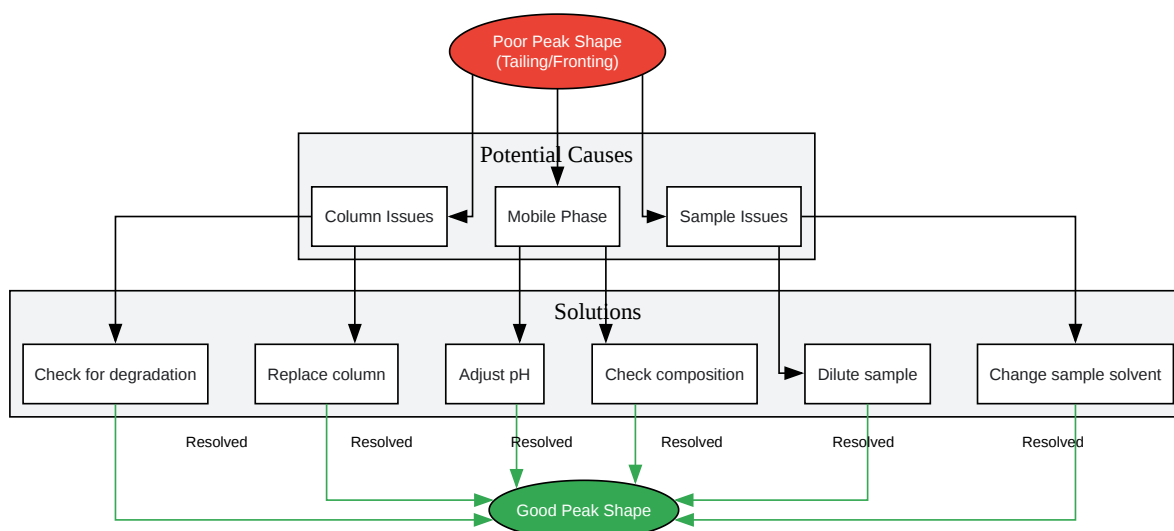 Poor Peak Shape
(Tailing/Fronting)
Potential Causes
Column Issues
Mobile Phase
Sample Issues
Solutions
Check for degradation
Replace column
Adjust pH
Check composition
Dilute sample
Change sample solvent
Resolved
Resolved
Resolved
Resolved
Resolved
Resolved
Good Peak Shape